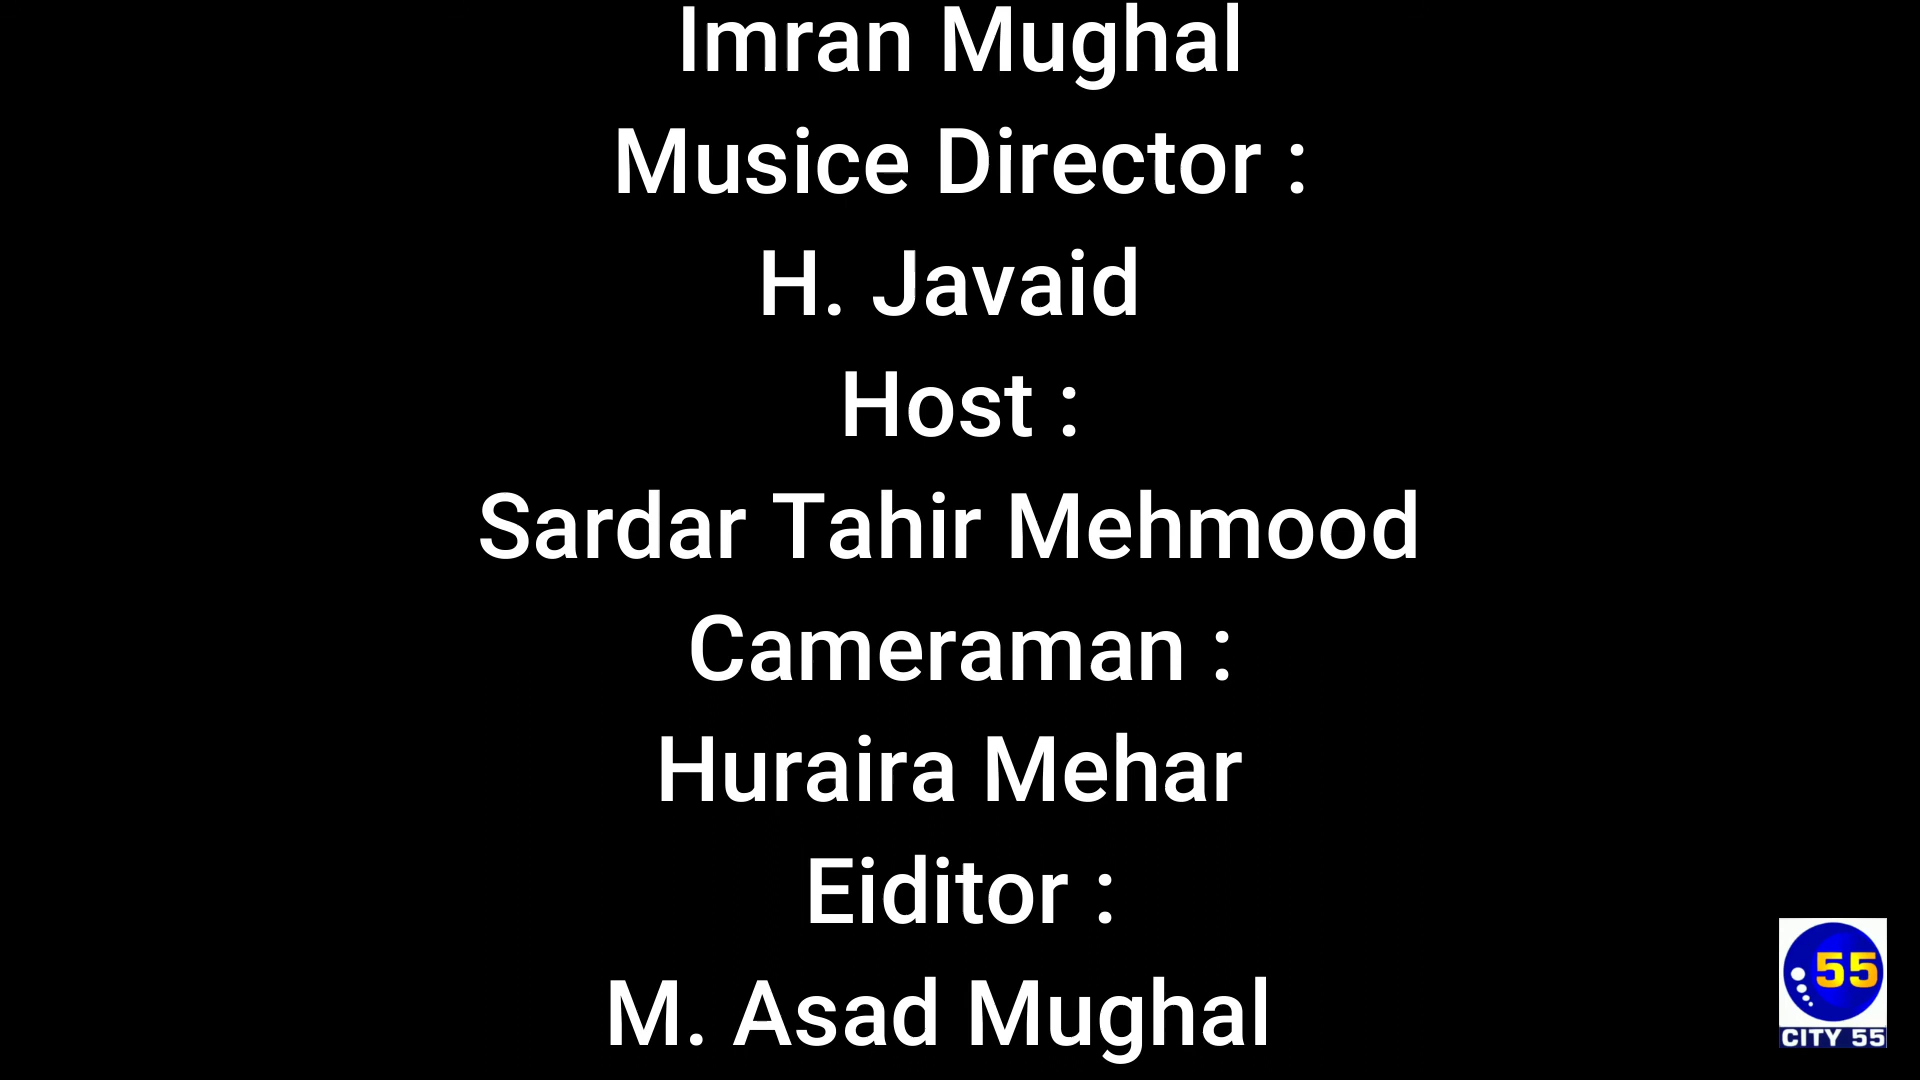 Imran Mughal
Musice Director :
H. Javaid
Host :
Sardar Tahir Mehmood
Cameraman :
Huraira Mehar
Eiditor :
M. Asad Mughal
55
CITY 55